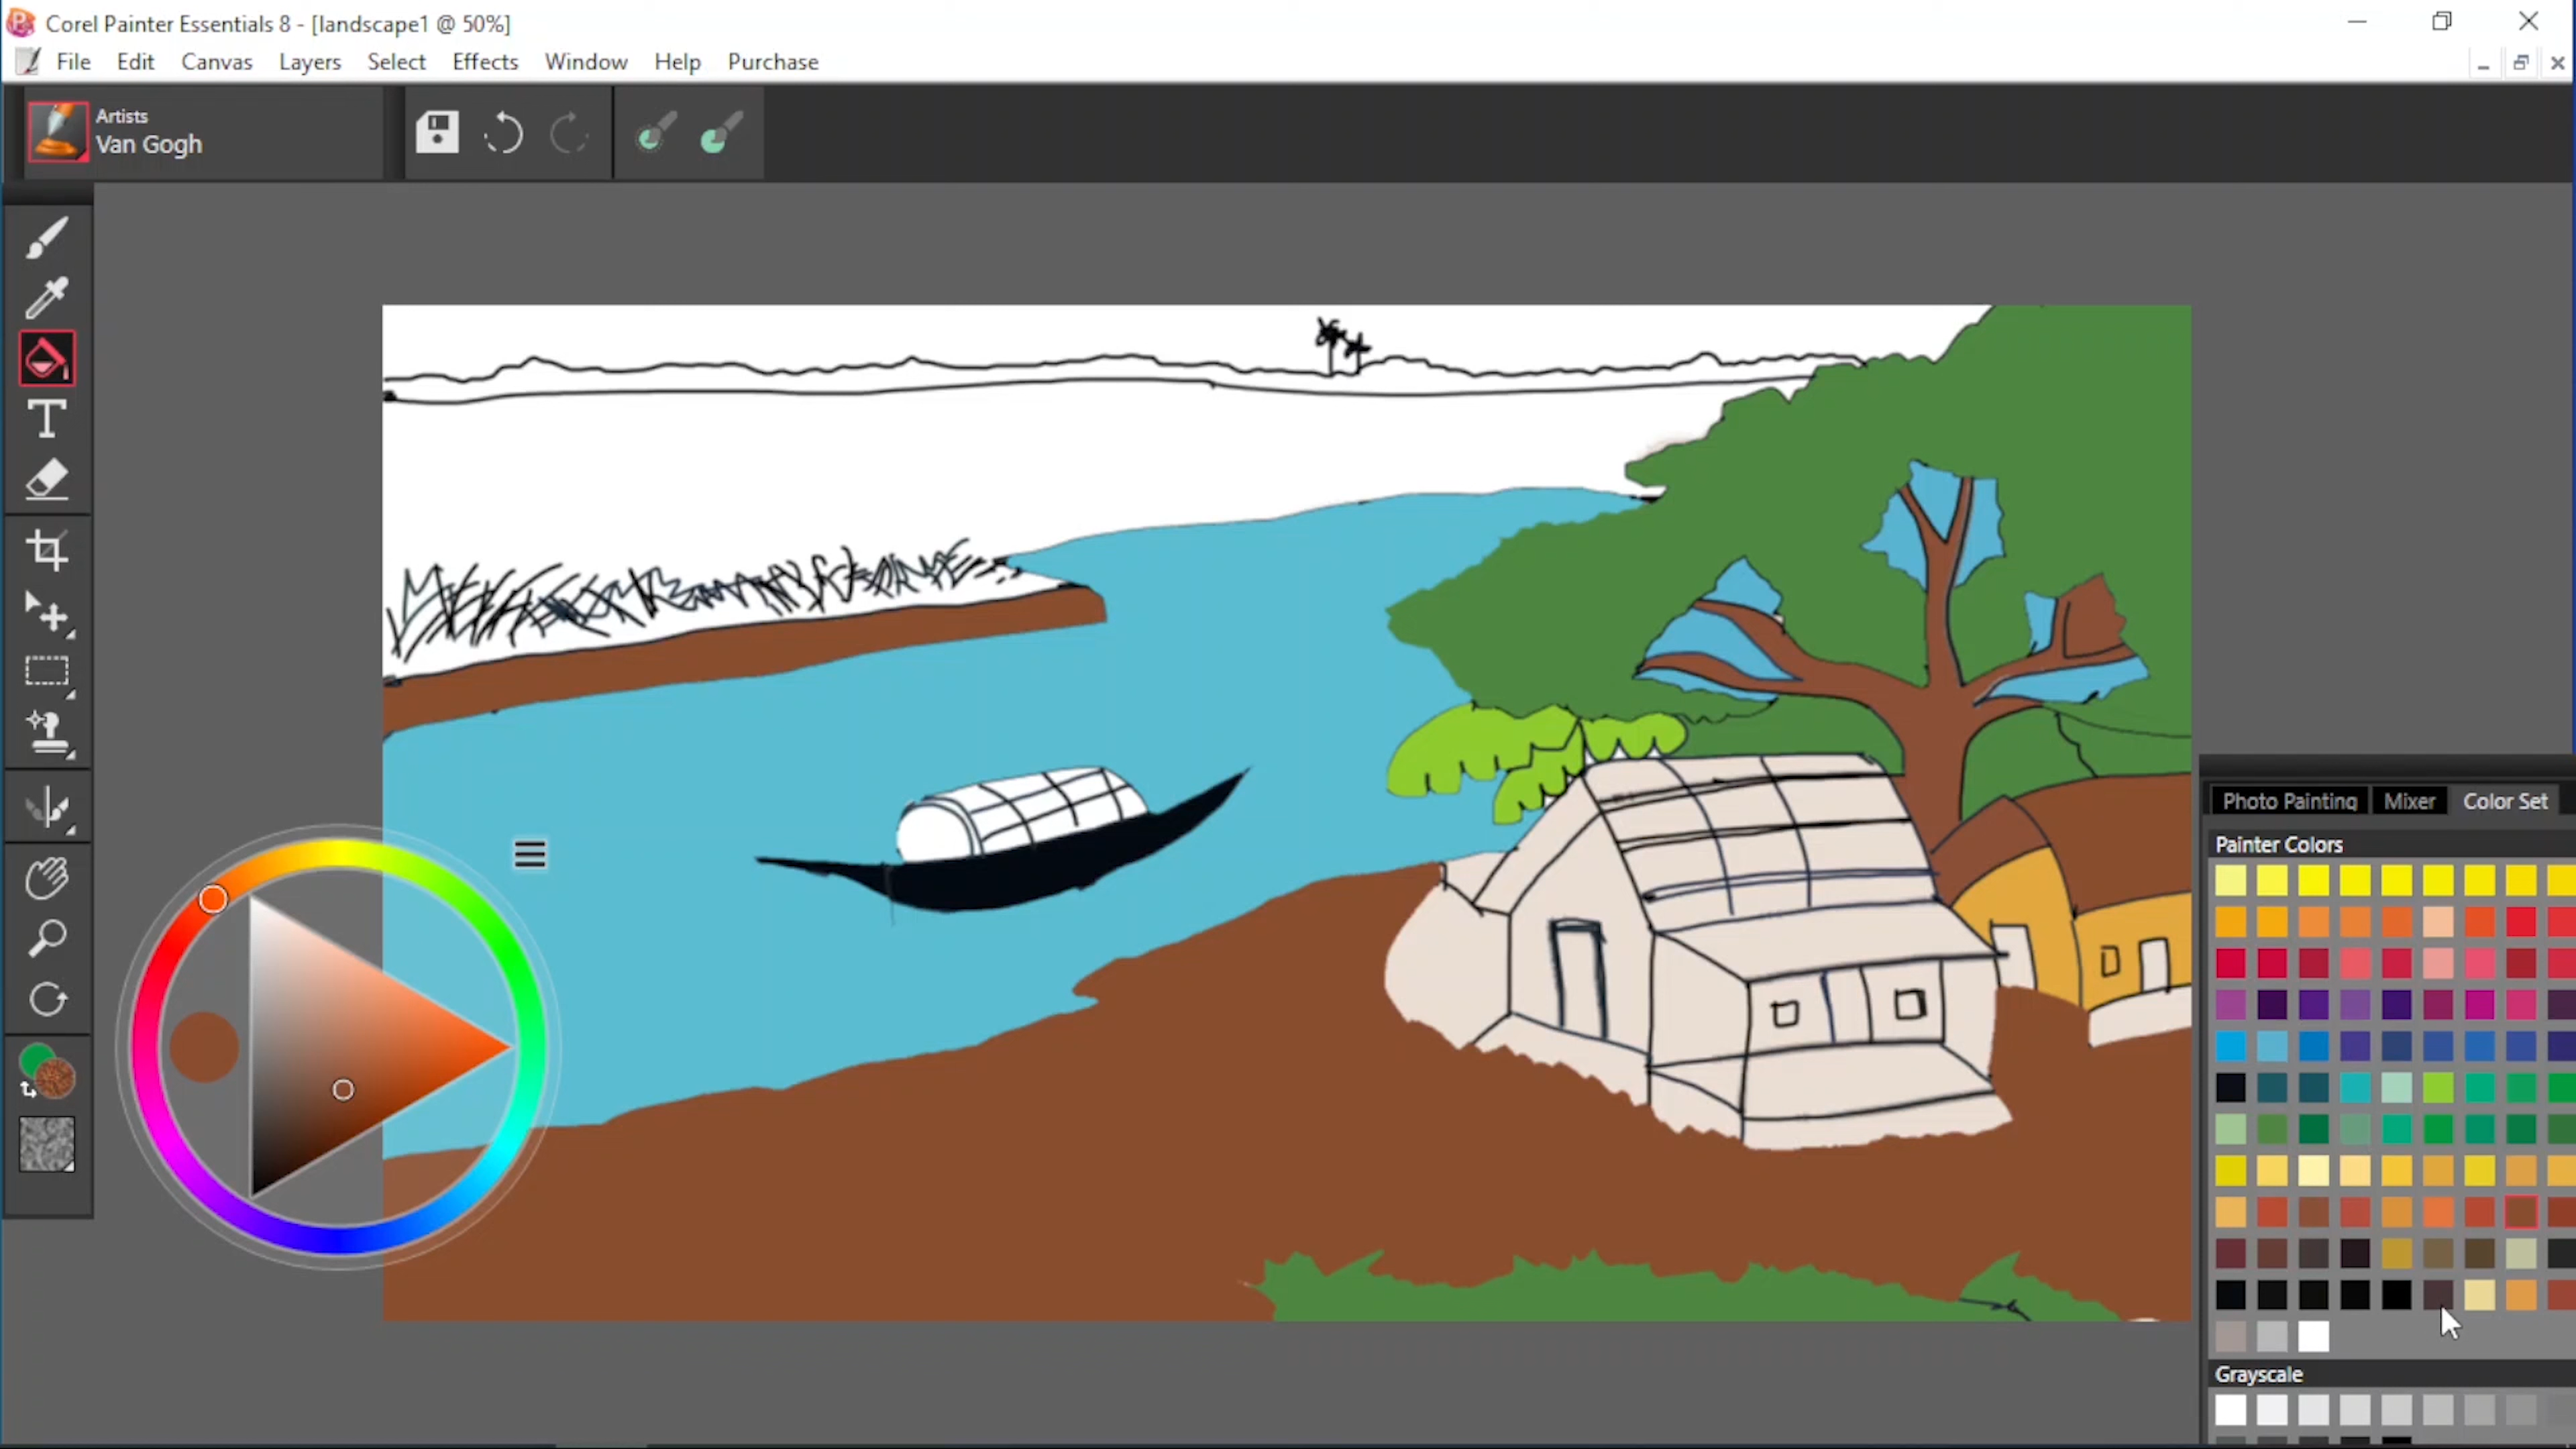 Corel Painter Essentials 8 - [landscape1 @ 50%]
File Edit Canvas Layers Select Effects Window Help Purchase
Artists
Van Gogh
T
Photo Painting Mixer Color Set
Painter Colors
Grayscale